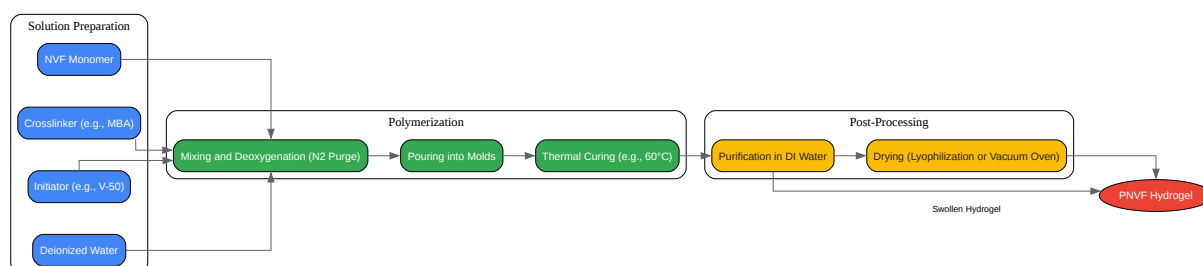 Solution Preparation
NVF Monomer
Crosslinker (e.g., MBA)
Initiator (e.g., V-50)
Deionized Water
Polymerization
Mixing and Deoxygenation (N2 Purge)
Pouring into Molds
Thermal Curing (e.g., 60°C)
Post-Processing
Purification in DI Water
Drying (Lyophilization or Vacuum Oven)
Swollen Hydrogel
PNVF Hydrogel